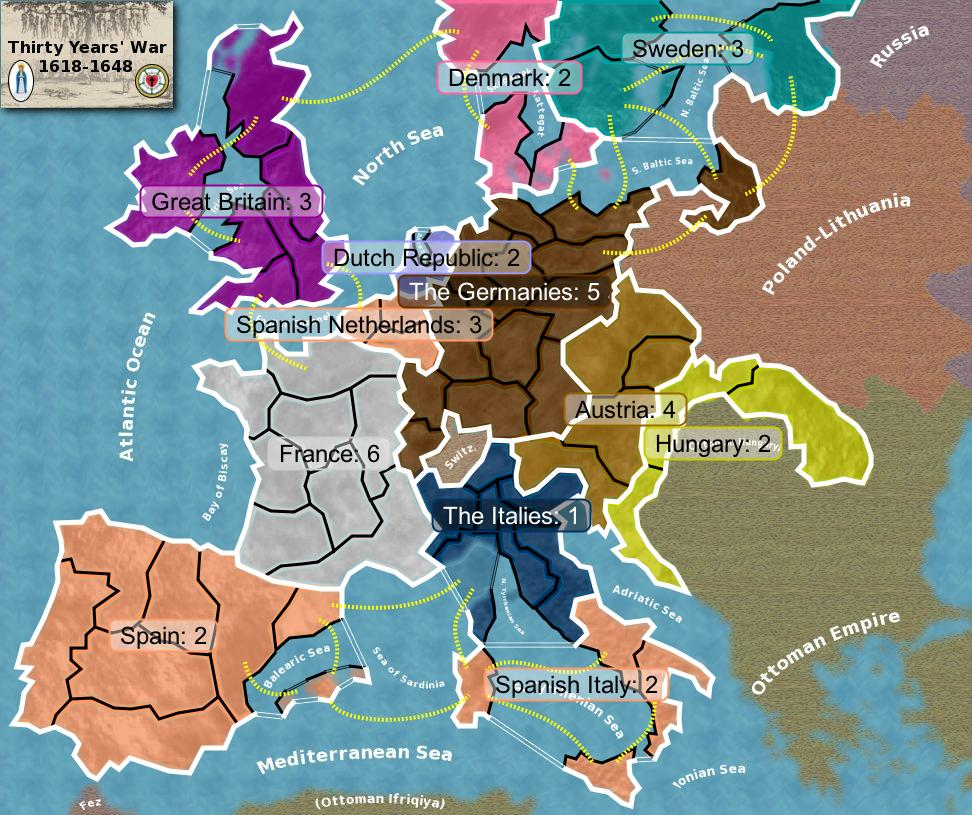 Thirty Years' War
1618-1648
Russia
Sweden: 3
Denmark: 2
N. Baltic Sea
Kattegat
North Sea
S. Baltic Sea
Great Britain: 3
Poland-Lithuania
Dutch Republic: 2
The Germanies: 5
Spanish Netherlands: 3
Atlantic Ocean
Austria: 4
Hungary: 2
France: 6
Switz.
Bay of Biscay
The Italies: 1
N. Tyrrhenian Sea
Adriatic Sea
Spain: 2
Balearic Sea
Sea of Sardinia
Ottoman Empire
Spanish Italy: 2
Sea
Mediterranean Sea
Ionian Sea
Fez
(Ottoman Ifriqiya)